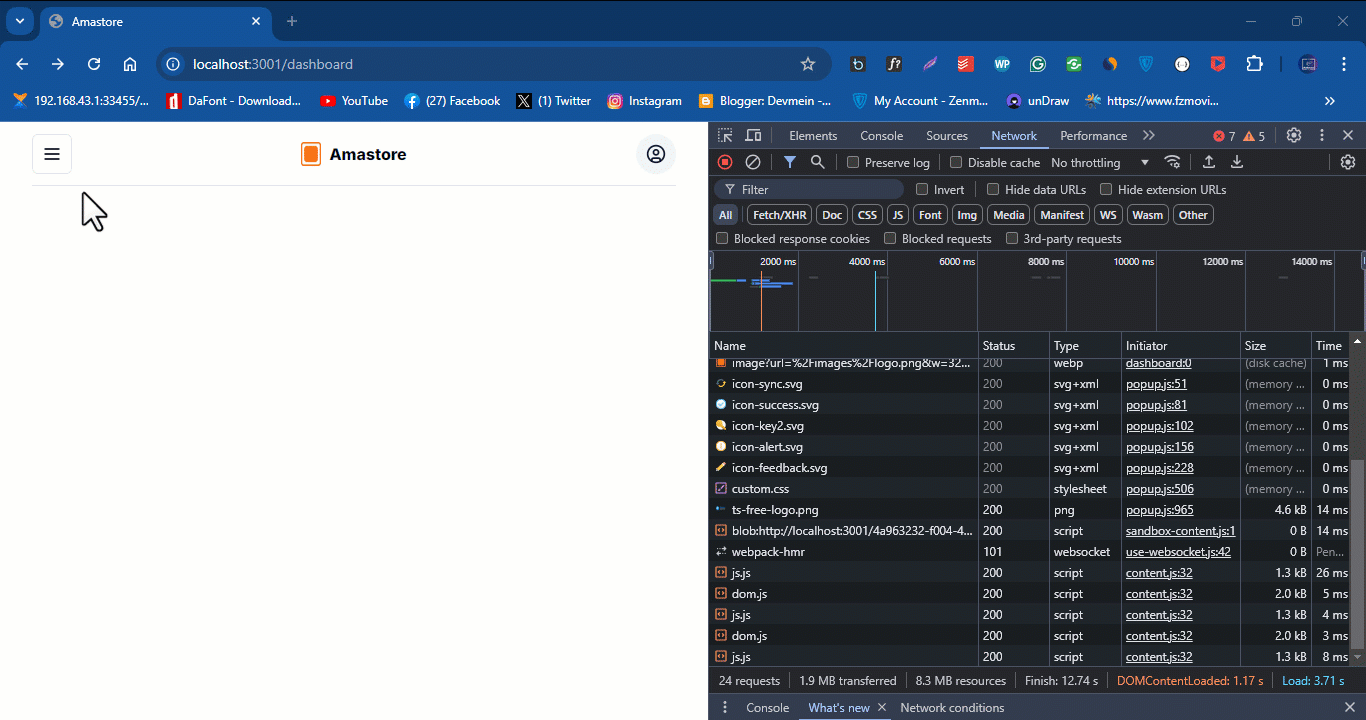 Amastore
localhost:3001/dashboard
192.168.43.1:33455/...
DaFont - Download...
YouTube
(27) Facebook
(1) Twitter
Instagram
Blogger: Devmein -...
My Account - Zenm...
unDraw
https://www.fzmovi...
Amastore
Elements Console Sources Network Performance 7 5
Preserve log Disable cache No throttling
Filter Invert Hide data URLs Hide extension URLs
All Fetch/XHR Doc CSS JS Font Img Media Manifest WS Wasm Other
Blocked response cookies Blocked requests 3rd-party requests
2000 ms 4000 ms 6000 ms 8000 ms 10000 ms 12000 ms 14000 ms
Name Status Type Initiator Size Time
image?url=%2Fimages%2Flogo.png&w=32... 200 webp dashboard:0 (disk cache) 1 ms
icon-sync.svg 200 svg+xml popup.js:51 (memory ... 0 ms
icon-success.svg 200 svg+xml popup.js:81 (memory ... 0 ms
icon-key2.svg 200 svg+xml popup.js:102 (memory ... 0 ms
icon-alert.svg 200 svg+xml popup.js:156 (memory ... 0 ms
icon-feedback.svg 200 svg+xml popup.js:228 (memory ... 0 ms
custom.css 200 stylesheet popup.js:506 (memory ... 0 ms
ts-free-logo.png 200 png popup.js:965 4.6 kB 14 ms
blob:http://localhost:3001/4a963232-f004-4... 200 script sandbox-content.js:1 0 B 14 ms
webpack-hmr 101 websocket use-websocket.js:42 0 B Pen...
js.js 200 script content.js:32 1.3 kB 26 ms
dom.js 200 script content.js:32 2.0 kB 5 ms
js.js 200 script content.js:32 1.3 kB 4 ms
dom.js 200 script content.js:32 2.0 kB 3 ms
js.js 200 script content.js:32 1.3 kB 8 ms
24 requests 1.9 MB transferred 8.3 MB resources Finish: 12.74 s DOMContentLoaded: 1.17 s Load: 3.71 s
Console What's new Network conditions